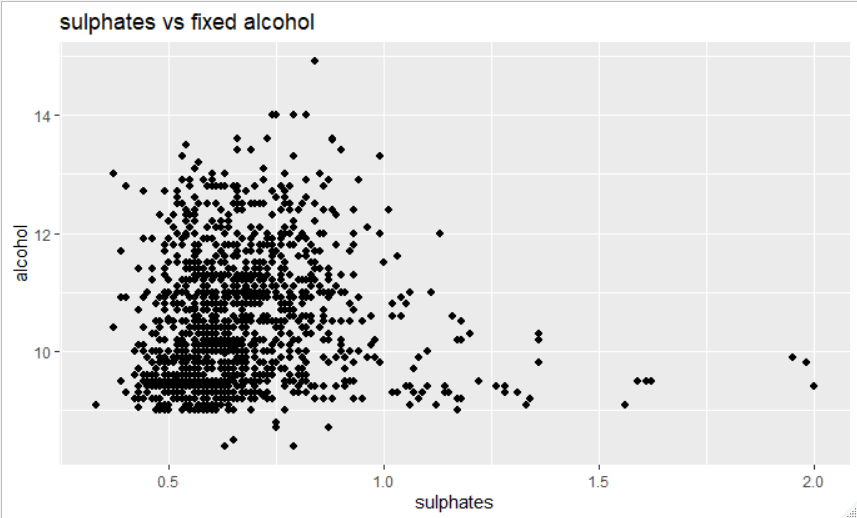 sulphates vs fixed alcohol
14
12
10
alcohol
0.5 1.0 1.5 2.0
sulphates